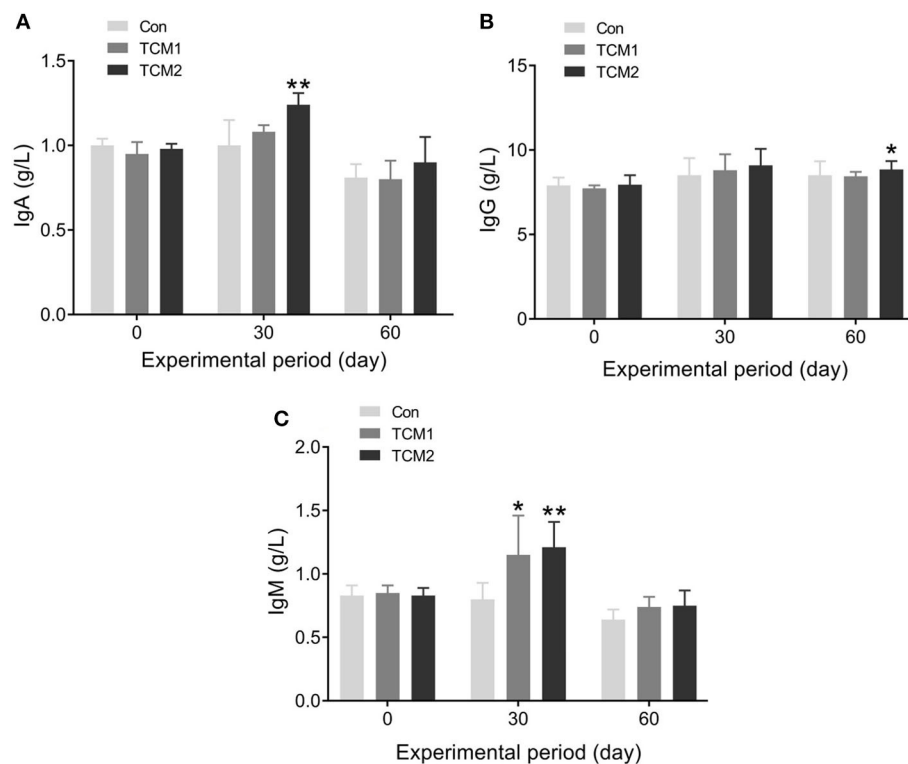 A
Con
TCM1
TCM2
1.5
1.0
0.5
0.0
IgA (g/L)
**
0
30
60
Experimental period (day)
B
Con
TCM1
TCM2
15
10
5
0
IgG (g/L)
*
0
30
60
Experimental period (day)
C
Con
TCM1
TCM2
2.0
1.5
1.0
0.5
0.0
IgM (g/L)
*
**
0
30
60
Experimental period (day)